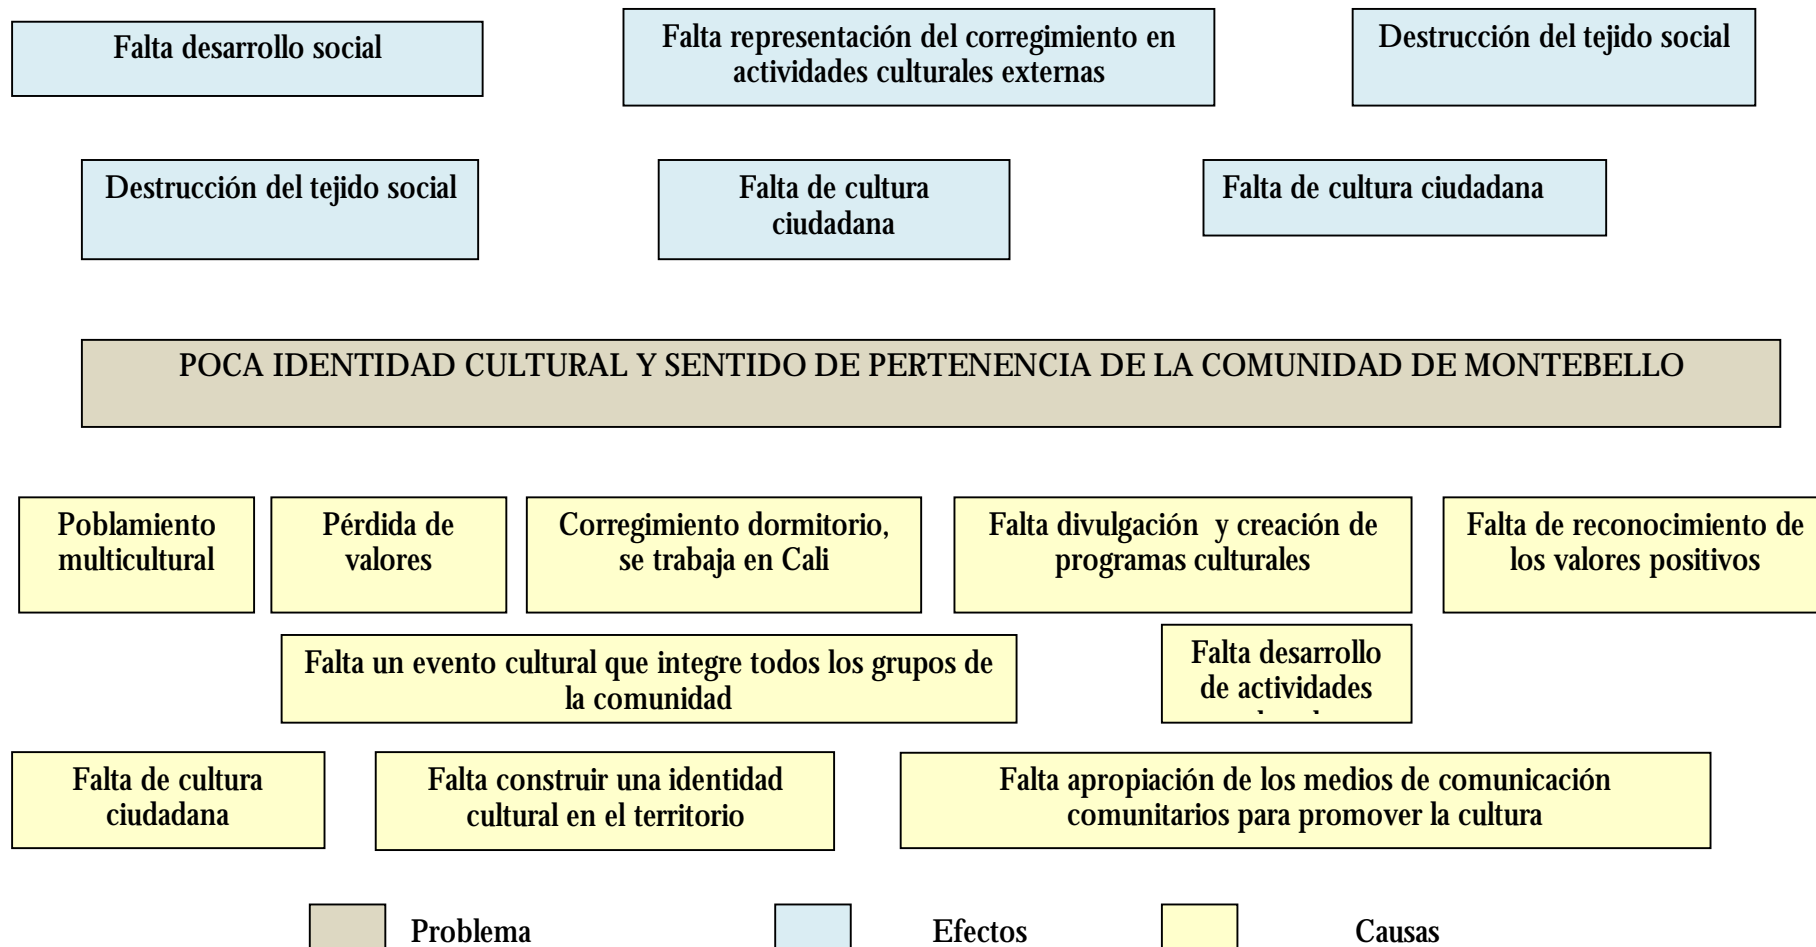 Falta desarrollo social
Falta representación del corregimiento en
actividades culturales externas
Destrucción del tejido social
Destrucción del tejido social
Falta de cultura
ciudadana
Falta de cultura ciudadana
POCA IDENTIDAD CULTURAL Y SENTIDO DE PERTENENCIA DE LA COMUNIDAD DE MONTEBELLO
Poblamiento
multicultural
Pérdida de
valores
Corregimiento dormitorio,
se trabaja en Cali
Falta divulgación y creación de
programas culturales
Falta de reconocimiento de
los valores positivos
Falta un evento cultural que integre todos los grupos de
la comunidad
Falta desarrollo
de actividades
Falta de cultura
ciudadana
Falta construir una identidad
cultural en el territorio
Falta apropiación de los medios de comunicación
comunitarios para promover la cultura
Problema
Efectos
Causas